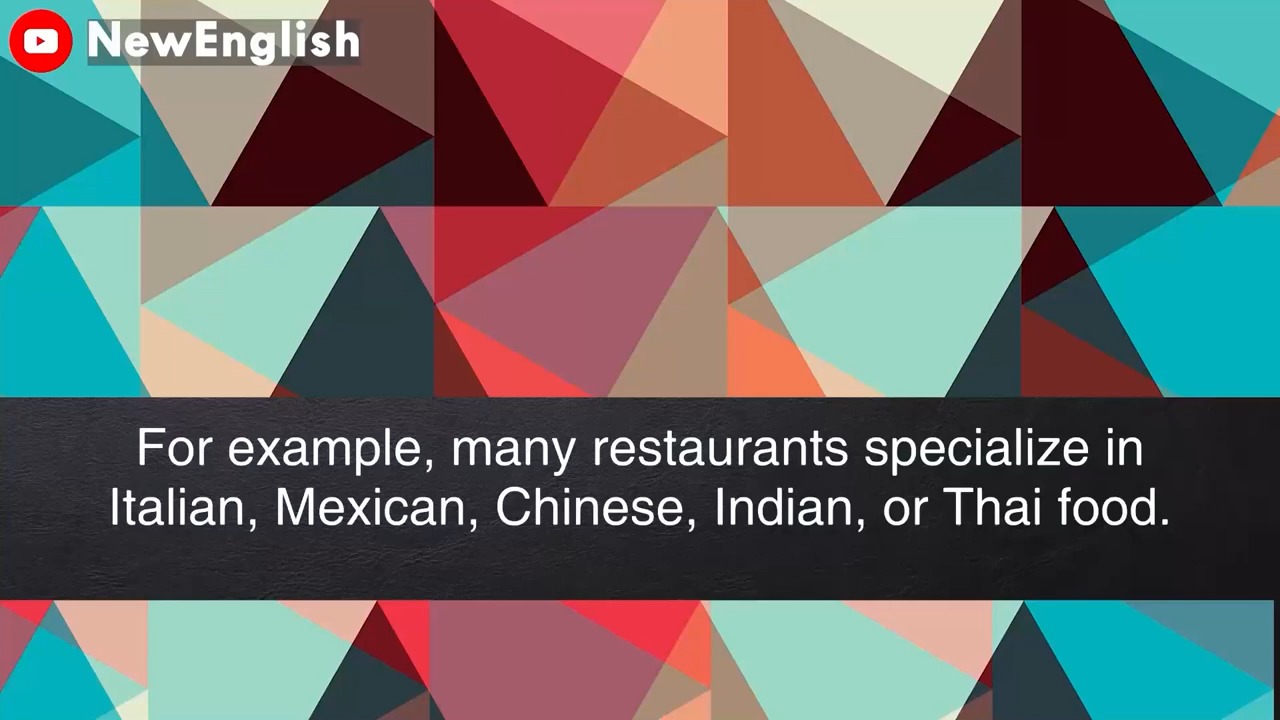 NewEnglish
For example, many restaurants specialize in
Italian, Mexican, Chinese, Indian, or Thai food.